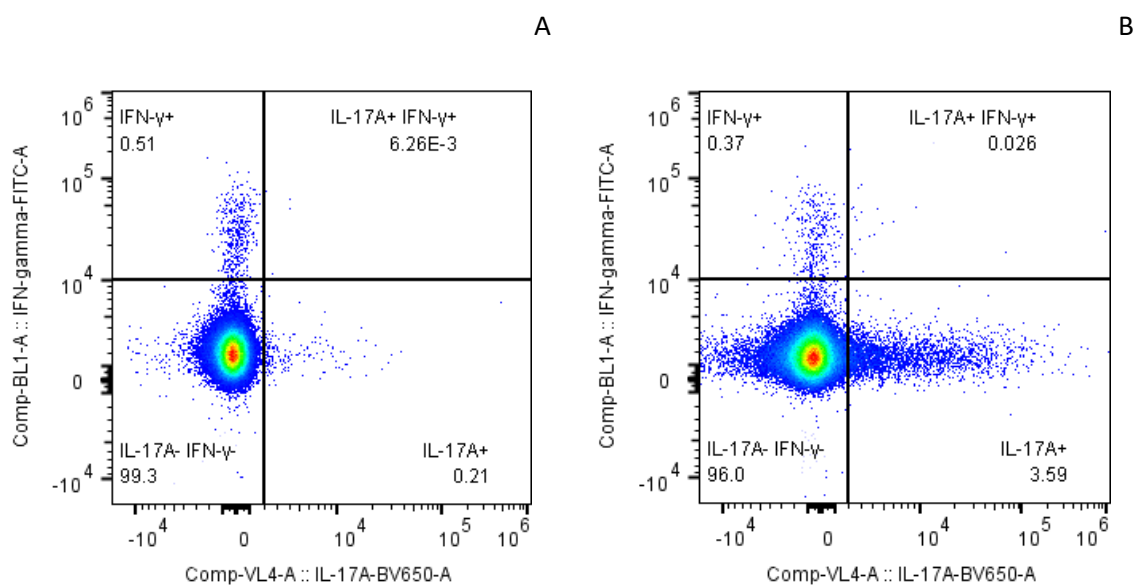 A
B
10^6
10^5
10^4
0
-10^4
IFN-γ+
0.51
IL-17A+ IFN-γ+
6.26E-3
IL-17A- IFN-γ-
99.3
IL-17A+
0.21
-10^4
0
10^4
10^5
10^6
Comp-BL1-A :: IFN-gamma-FITC-A
Comp-VL4-A :: IL-17A-BV650-A
10^6
10^5
10^4
0
-10^4
IFN-γ+
0.37
IL-17A+ IFN-γ+
0.026
IL-17A- IFN-γ-
96.0
IL-17A+
3.59
-10^4
0
10^4
10^5
10^6
Comp-BL1-A :: IFN-gamma-FITC-A
Comp-VL4-A :: IL-17A-BV650-A